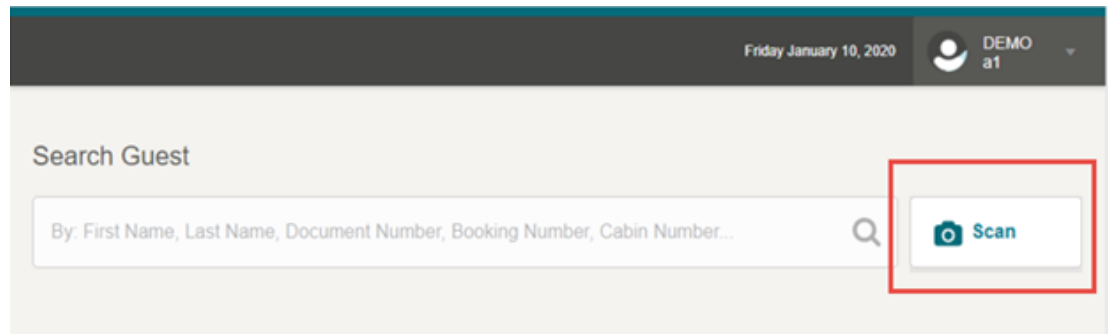 Friday January 10, 2020
DEMO
a1
Search Guest
By: First Name, Last Name, Document Number, Booking Number, Cabin Number...
Scan